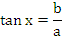 tan x = b/a